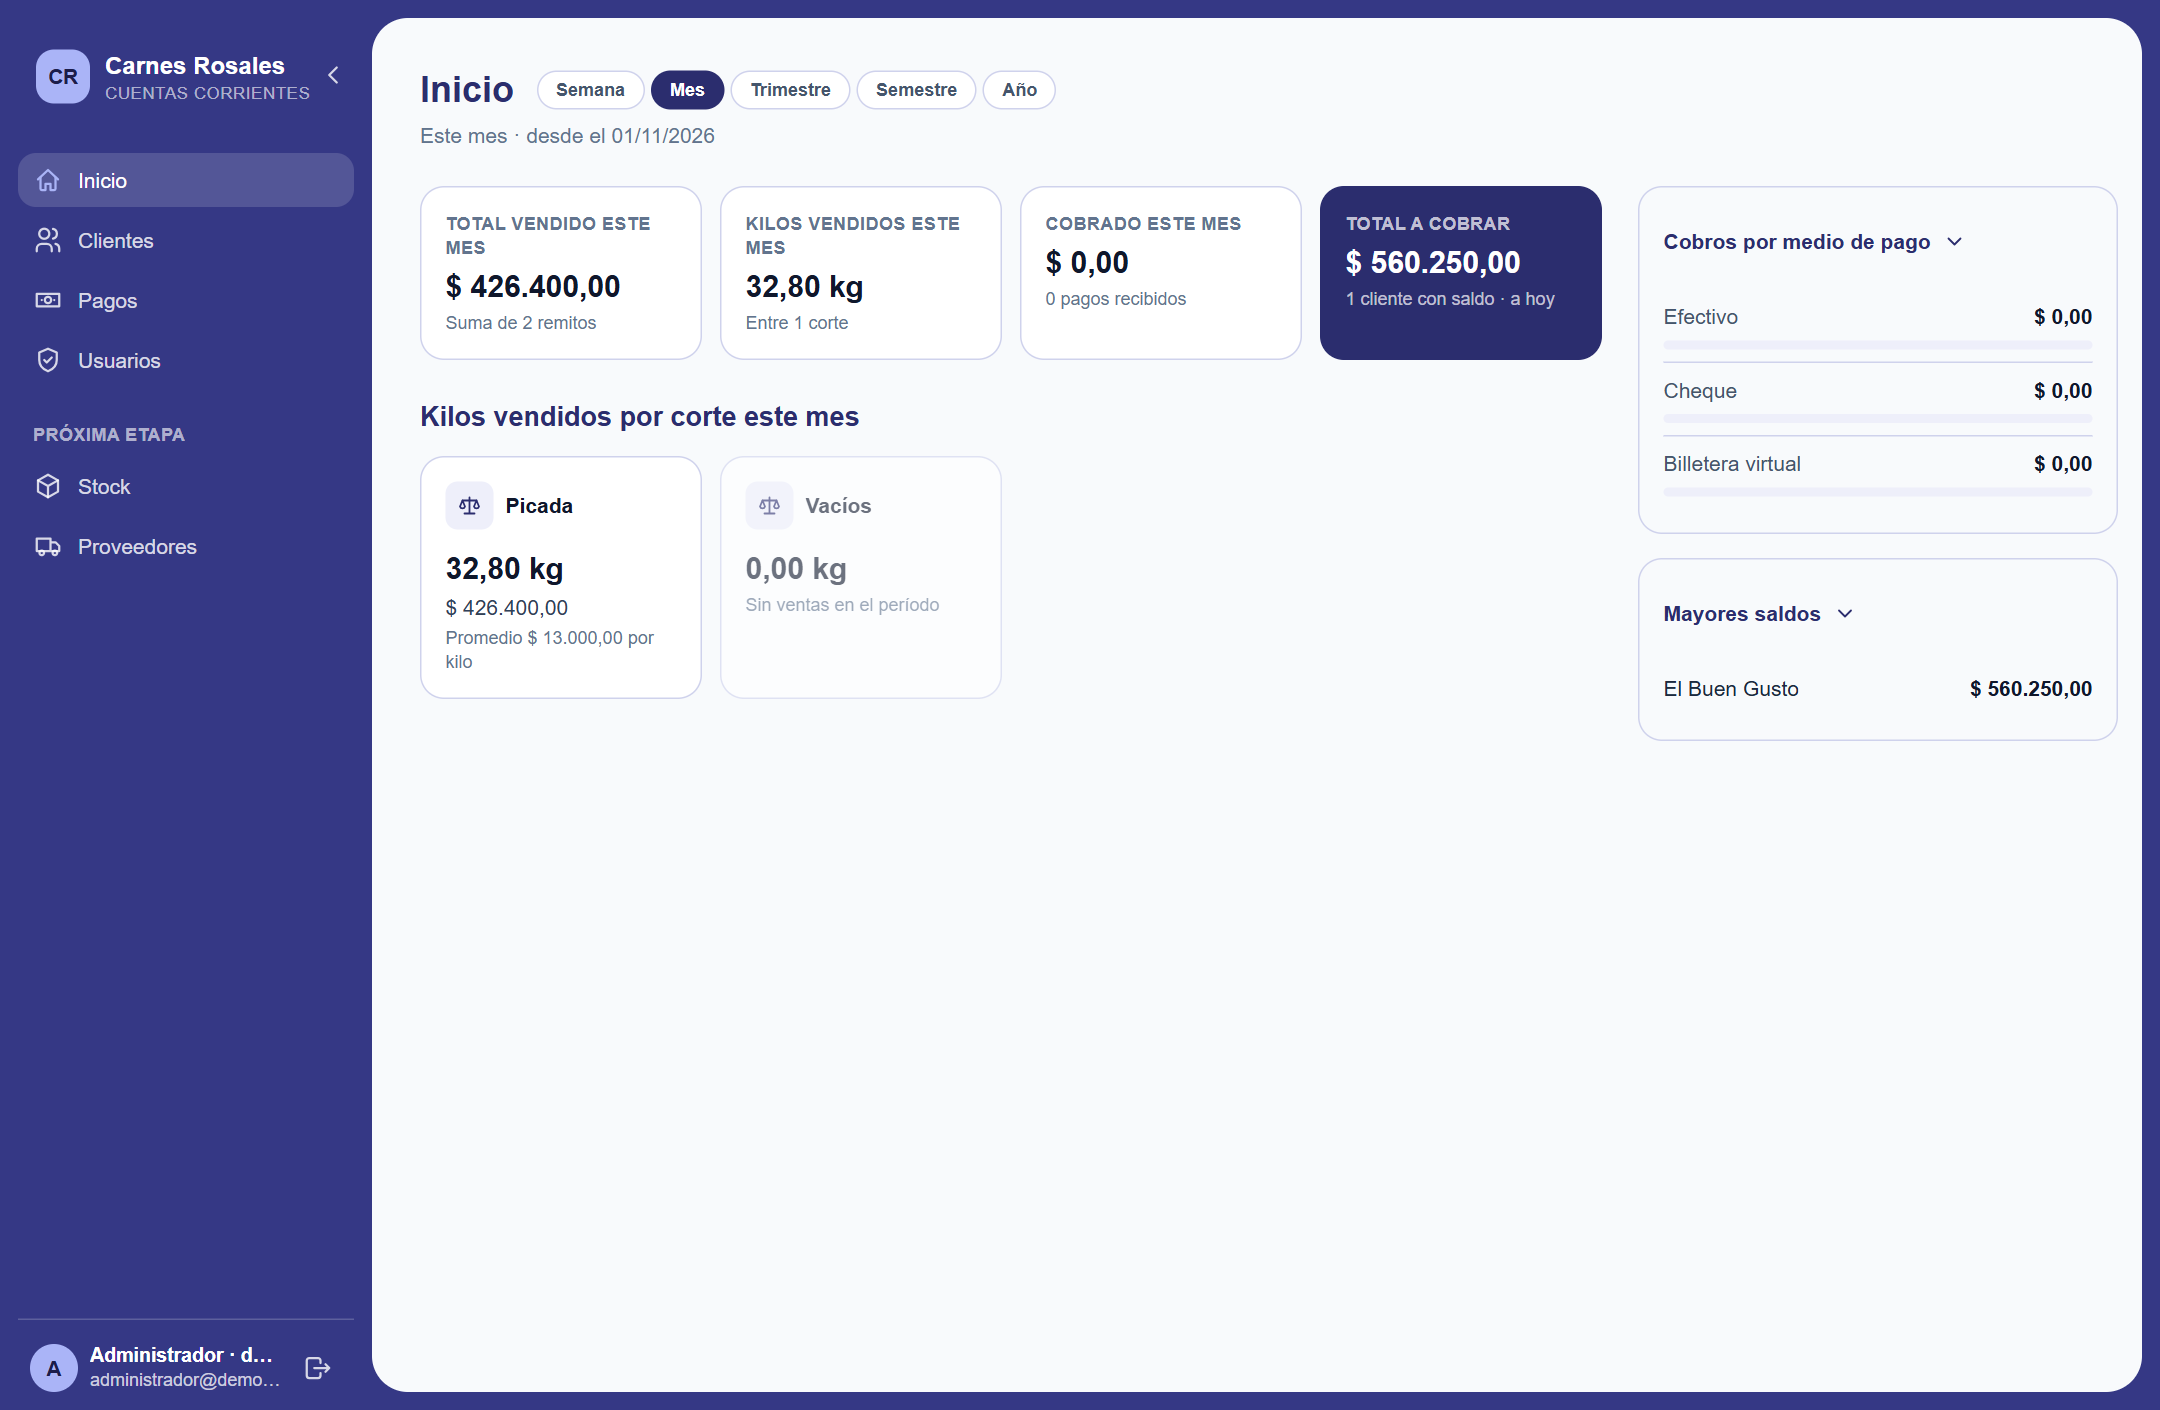 CR
Carnes Rosales
CUENTAS CORRIENTES
Inicio
Clientes
Pagos
Usuarios
PRÓXIMA ETAPA
Stock
Proveedores
A
Administrador · d...
administrador@demo...
Inicio
Semana
Mes
Trimestre
Semestre
Año
Este mes · desde el 01/11/2026
TOTAL VENDIDO ESTE
MES
$ 426.400,00
Suma de 2 remitos
KILOS VENDIDOS ESTE
MES
32,80 kg
Entre 1 corte
COBRADO ESTE MES
$ 0,00
0 pagos recibidos
TOTAL A COBRAR
$ 560.250,00
1 cliente con saldo · a hoy
Kilos vendidos por corte este mes
Picada
32,80 kg
$ 426.400,00
Promedio $ 13.000,00 por
kilo
Vacíos
0,00 kg
Sin ventas en el período
Cobros por medio de pago
Efectivo $ 0,00
Cheque $ 0,00
Billetera virtual $ 0,00
Mayores saldos
El Buen Gusto $ 560.250,00